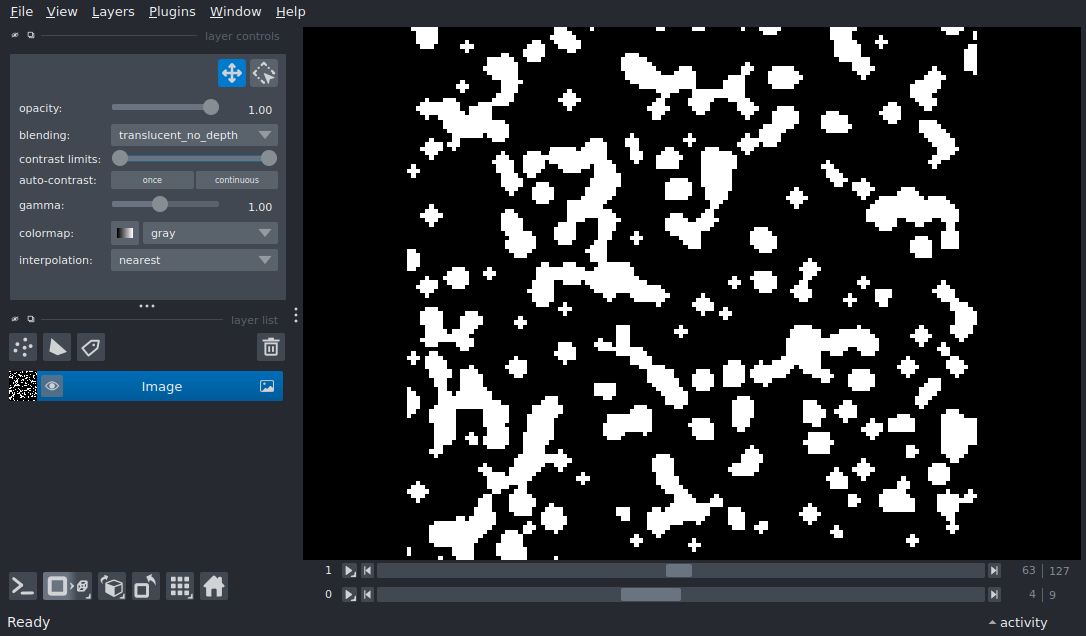 File View Layers Plugins Window Help
layer controls
opacity: 1.00
blending: translucent_no_depth
contrast limits:
auto-contrast: once continuous
gamma: 1.00
colormap: gray
interpolation: nearest
layer list
Image
1 63 127
0 4 9
Ready activity